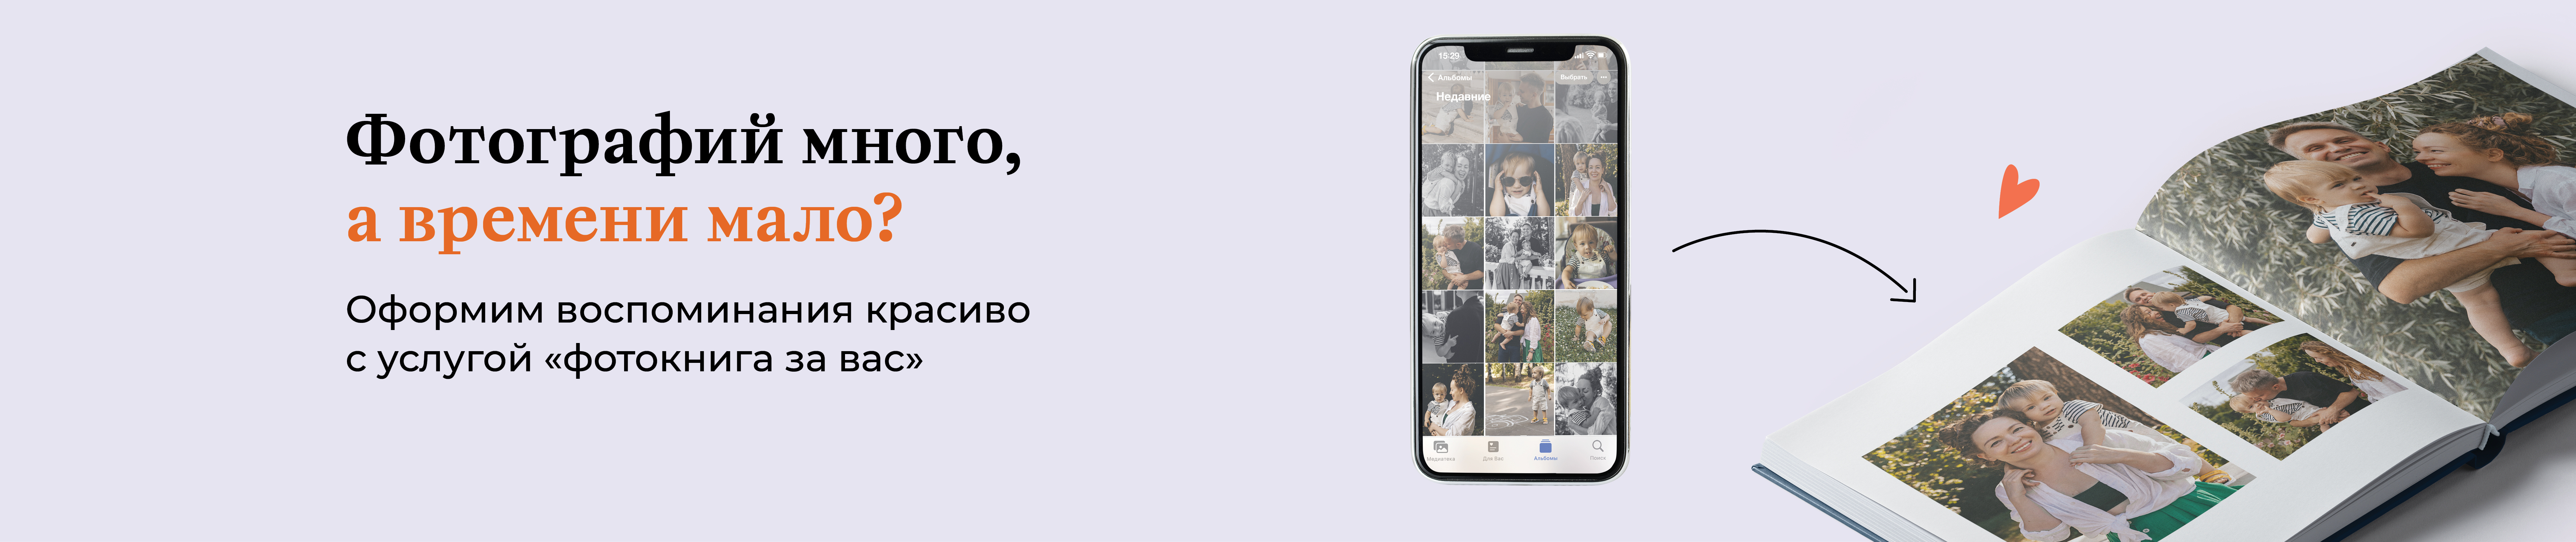 Фотографий много,
а времени мало?
Оформим воспоминания красиво
с услугой «фотокнига за вас»
15:29
Альбомы
Выбрать
Недавние
Медиатека
Для Вас
Альбомы
Поиск